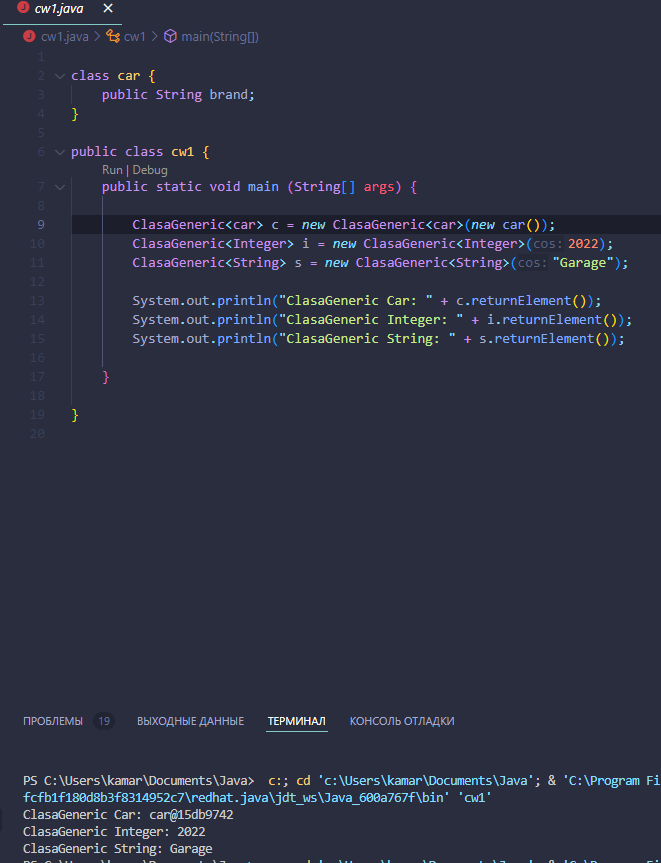 cw1.java ×
cw1.java > cw1 > main(String[])
1
2 class car {
3 public String brand;
4 }
5
6 public class cw1 {
Run | Debug
7 public static void main (String[] args) {
8
9 ClasaGeneric<car> c = new ClasaGeneric<car>(new car());
10 ClasaGeneric<Integer> i = new ClasaGeneric<Integer>(cos: 2022);
11 ClasaGeneric<String> s = new ClasaGeneric<String>(cos: "Garage");
12
13 System.out.println("ClasaGeneric Car: " + c.returnElement());
14 System.out.println("ClasaGeneric Integer: " + i.returnElement());
15 System.out.println("ClasaGeneric String: " + s.returnElement());
16
17 }
18
19 }
20
ПРОБЛЕМЫ 19 ВЫХОДНЫЕ ДАННЫЕ ТЕРМИНАЛ КОНСОЛЬ ОТЛАДКИ
PS C:\Users\kamar\Documents\Java> c:; cd 'c:\Users\kamar\Documents\Java'; & 'C:\Program Fi
fcfb1f180d8b3f8314952c7\redhat.java\jdt_ws\Java_600a767f\bin' 'cw1'
ClasaGeneric Car: car@15db9742
ClasaGeneric Integer: 2022
ClasaGeneric String: Garage